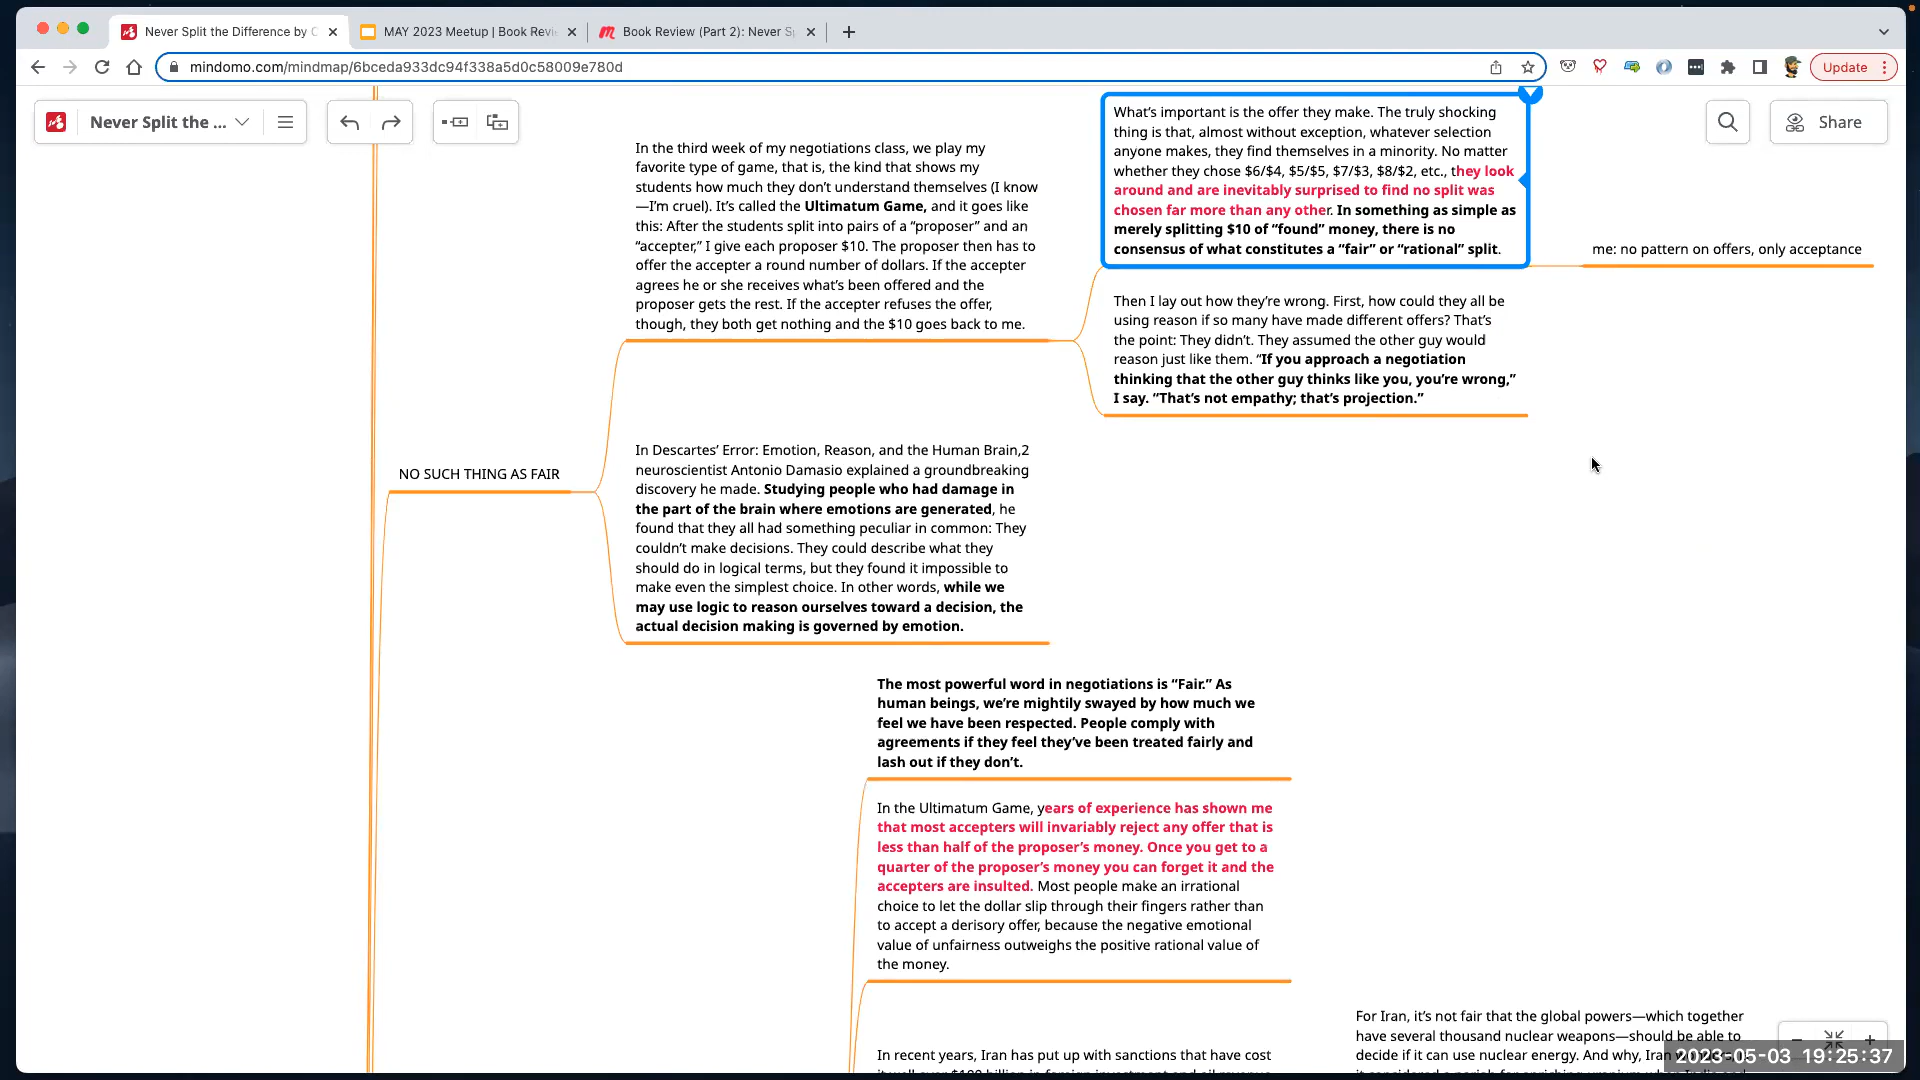 Never Split the Difference by C
MAY 2023 Meetup | Book Revi
Book Review (Part 2): Never S
mindomo.com/mindmap/6bceda933dc94f338a5d0c58009e780d
Update
Never Split the ...
Share
In the third week of my negotiations class, we play my
favorite type of game, that is, the kind that shows my
students how much they don’t understand themselves (I know
—I’m cruel). It’s called the Ultimatum Game, and it goes like
this: After the students split into pairs of a “proposer” and an
“accepter,” I give each proposer $10. The proposer then has to
offer the accepter a round number of dollars. If the accepter
agrees he or she receives what’s been offered and the
proposer gets the rest. If the accepter refuses the offer,
though, they both get nothing and the $10 goes back to me.
What’s important is the offer they make. The truly shocking
thing is that, almost without exception, whatever selection
anyone makes, they find themselves in a minority. No matter
whether they chose $6/$4, $5/$5, $7/$3, $8/$2, etc., they look
around and are inevitably surprised to find no split was
chosen far more than any other. In something as simple as
merely splitting $10 of “found” money, there is no
consensus of what constitutes a “fair” or “rational” split.
me: no pattern on offers, only acceptance
Then I lay out how they’re wrong. First, how could they all be
using reason if so many have made different offers? That’s
the point: They didn’t. They assumed the other guy would
reason just like them. “If you approach a negotiation
thinking that the other guy thinks like you, you’re wrong,”
I say. “That’s not empathy; that’s projection.”
NO SUCH THING AS FAIR
In Descartes’ Error: Emotion, Reason, and the Human Brain,2
neuroscientist Antonio Damasio explained a groundbreaking
discovery he made. Studying people who had damage in
the part of the brain where emotions are generated, he
found that they all had something peculiar in common: They
couldn’t make decisions. They could describe what they
should do in logical terms, but they found it impossible to
make even the simplest choice. In other words, while we
may use logic to reason ourselves toward a decision, the
actual decision making is governed by emotion.
The most powerful word in negotiations is “Fair.” As
human beings, we’re mightily swayed by how much we
feel we have been respected. People comply with
agreements if they feel they’ve been treated fairly and
lash out if they don’t.
In the Ultimatum Game, years of experience has shown me
that most accepters will invariably reject any offer that is
less than half of the proposer’s money. Once you get to a
quarter of the proposer’s money you can forget it and the
accepters are insulted. Most people make an irrational
choice to let the dollar slip through their fingers rather than
to accept a derisory offer, because the negative emotional
value of unfairness outweighs the positive rational value of
the money.
In recent years, Iran has put up with sanctions that have cost
For Iran, it’s not fair that the global powers—which together
have several thousand nuclear weapons—should be able to
decide if it can use nuclear energy. And why, Iran
2023-05-03 19:25:37